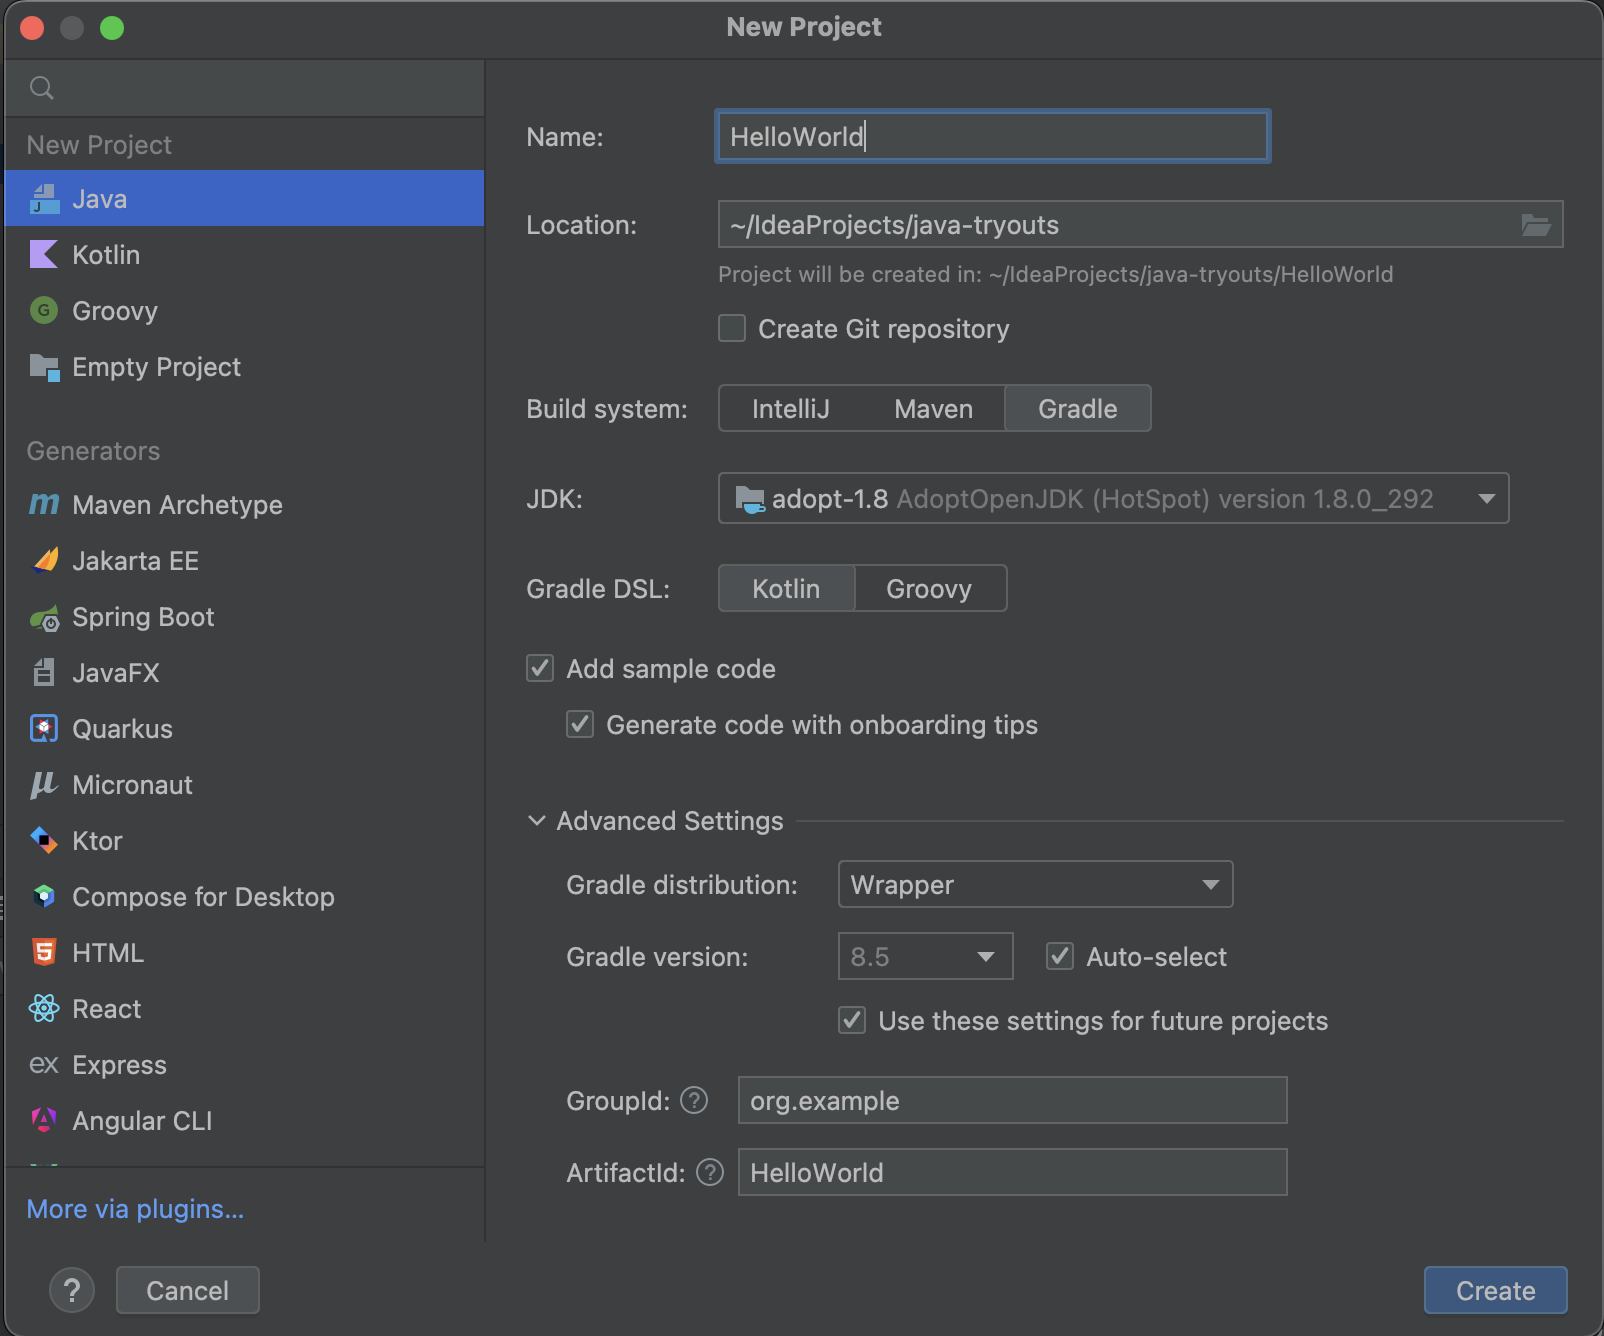 New Project
New Project
Java
Kotlin
Groovy
Empty Project
Generators
Maven Archetype
Jakarta EE
Spring Boot
JavaFX
Quarkus
Micronaut
Ktor
Compose for Desktop
HTML
React
Express
Angular CLI
More via plugins...
Name: HelloWorld
Location: ~/IdeaProjects/java-tryouts
Project will be created in: ~/IdeaProjects/java-tryouts/HelloWorld
Create Git repository
Build system: IntelliJ Maven Gradle
JDK: adopt-1.8 AdoptOpenJDK (HotSpot) version 1.8.0_292
Gradle DSL: Kotlin Groovy
Add sample code
Generate code with onboarding tips
Advanced Settings
Gradle distribution: Wrapper
Gradle version: 8.5 Auto-select
Use these settings for future projects
GroupId: ? org.example
ArtifactId: ? HelloWorld
? Cancel Create